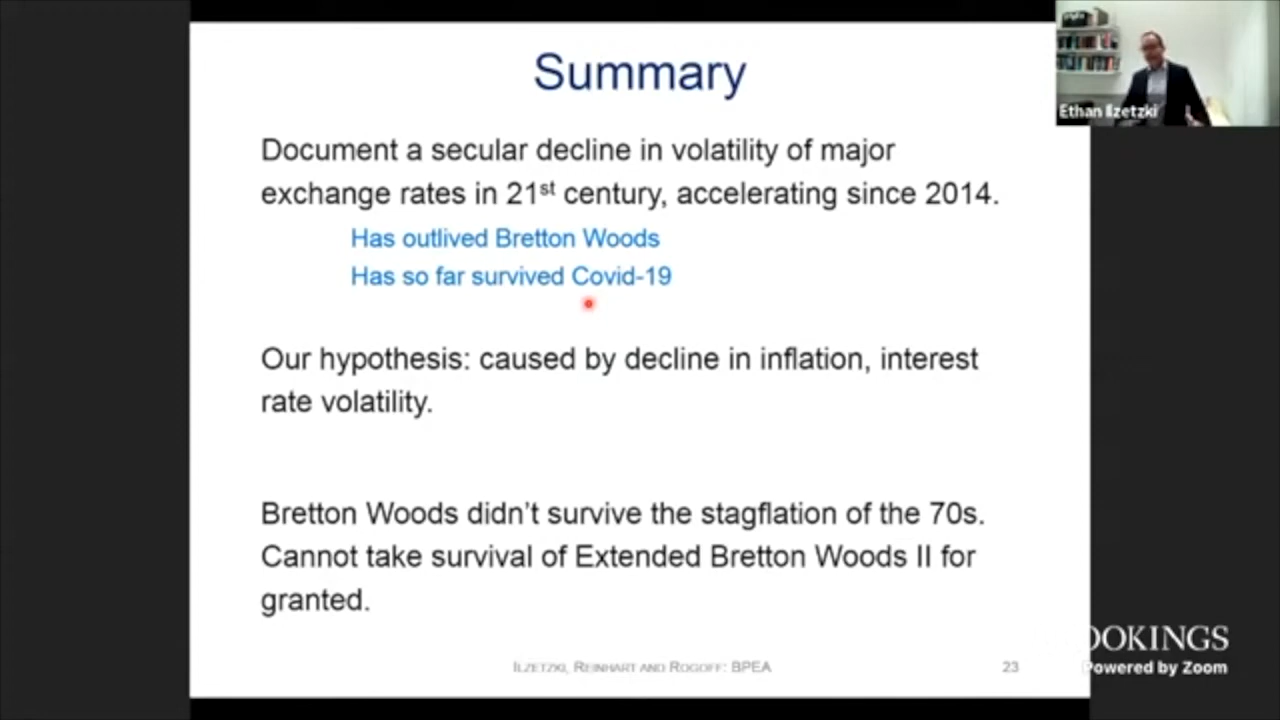 Summary
Document a secular decline in volatility of major
exchange rates in 21st century, accelerating since 2014.
Has outlived Bretton Woods
Has so far survived Covid-19
Our hypothesis: caused by decline in inflation, interest
rate volatility.
Bretton Woods didn't survive the stagflation of the 70s.
Cannot take survival of Extended Bretton Woods II for
granted.
ILZETZKI, REINHART AND ROGOFF: BPEA
23
Ethan Ilzetzki
OOKINGS
Powered by Zoom